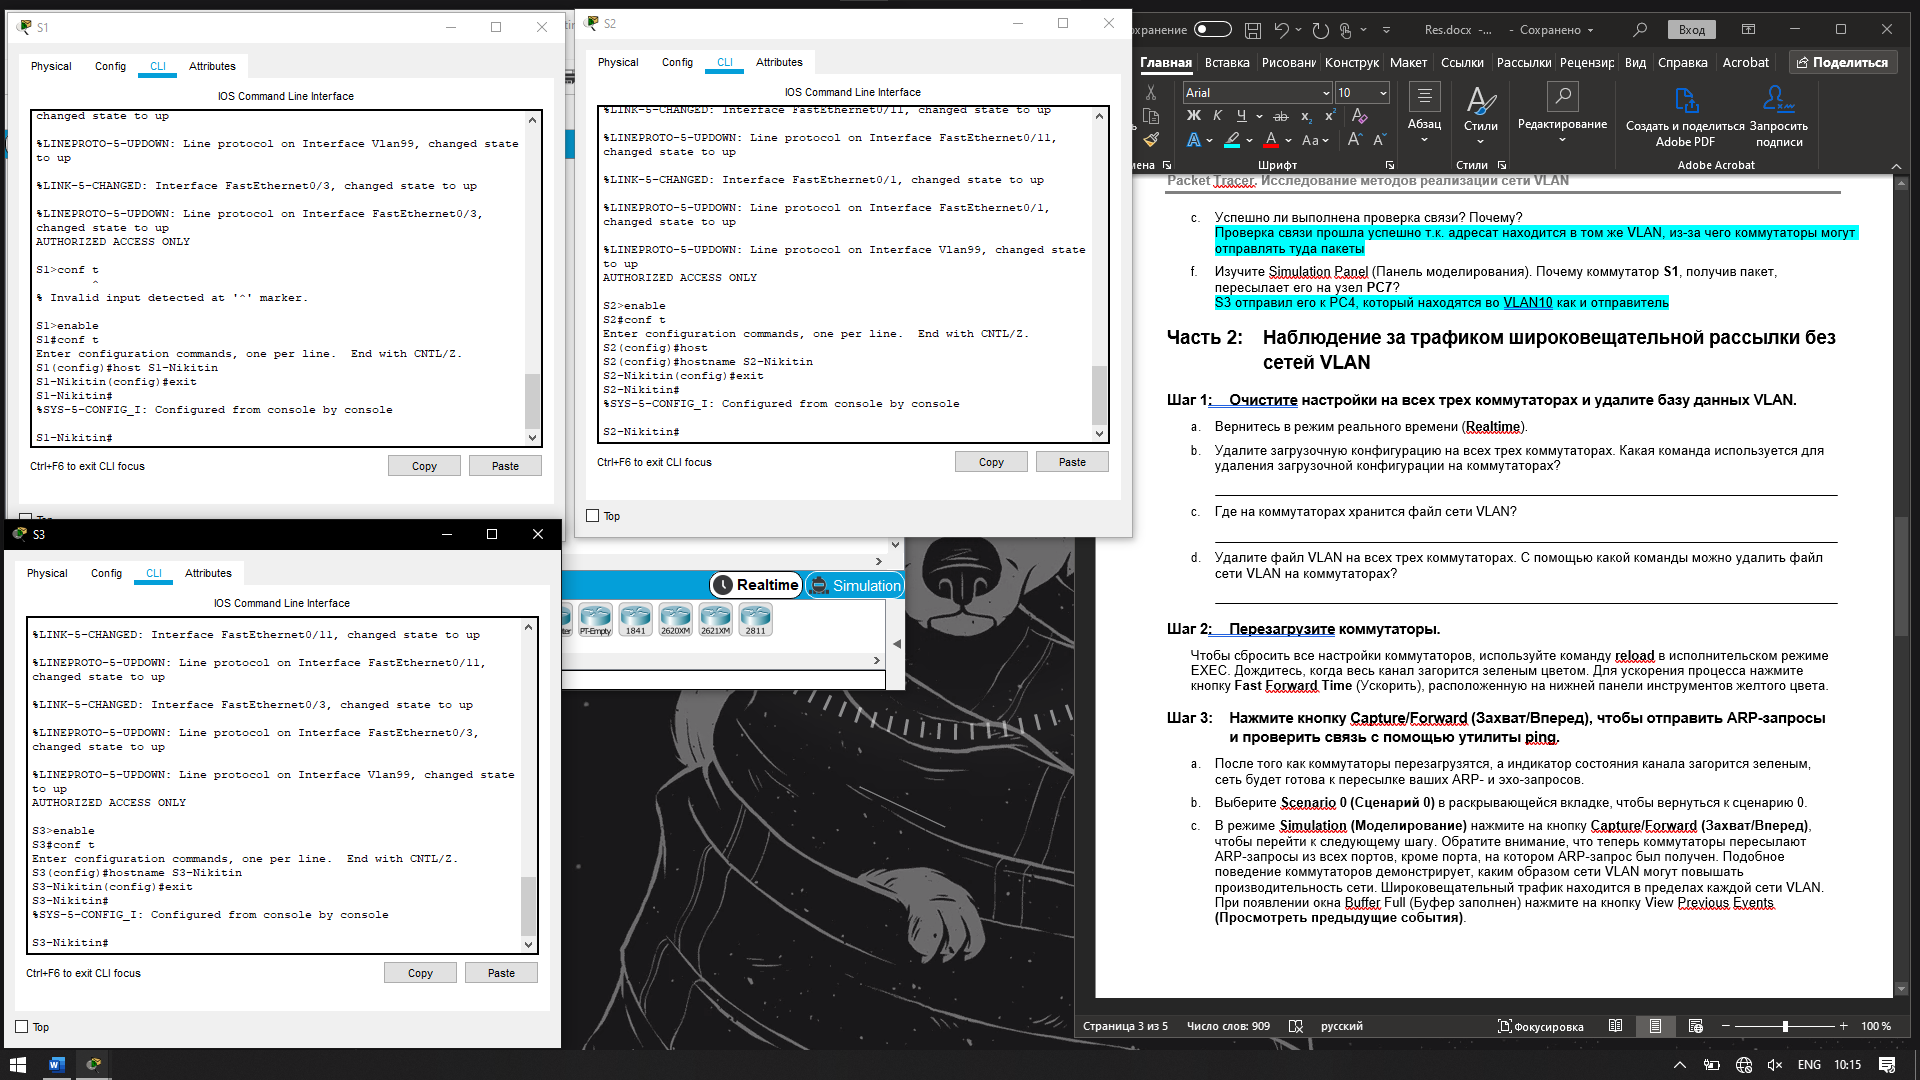 S1
Physical
Config
CLI
Attributes
IOS Command Line Interface
changed state to up
%LINEPROTO-5-UPDOWN: Line protocol on Interface Vlan99, changed state
to up
%LINK-5-CHANGED: Interface FastEthernet0/3, changed state to up
%LINEPROTO-5-UPDOWN: Line protocol on Interface FastEthernet0/3,
changed state to up
AUTHORIZED ACCESS ONLY
S1>conf t
^
% Invalid input detected at '^' marker.
S1>enable
S1#conf t
Enter configuration commands, one per line.  End with CNTL/Z.
S1(config)#host S1-Nikitin
S1-Nikitin(config)#exit
S1-Nikitin#
%SYS-5-CONFIG_I: Configured from console by console
S1-Nikitin#
Ctrl+F6 to exit CLI focus
Copy
Paste
S2
Physical
Config
CLI
Attributes
IOS Command Line Interface
%LINK-5-CHANGED: Interface FastEthernet0/11, changed state to up
%LINEPROTO-5-UPDOWN: Line protocol on Interface FastEthernet0/11,
changed state to up
%LINK-5-CHANGED: Interface FastEthernet0/1, changed state to up
%LINEPROTO-5-UPDOWN: Line protocol on Interface FastEthernet0/1,
changed state to up
%LINEPROTO-5-UPDOWN: Line protocol on Interface Vlan99, changed state
to up
AUTHORIZED ACCESS ONLY
S2>enable
S2#conf t
Enter configuration commands, one per line.  End with CNTL/Z.
S2(config)#host
S2(config)#hostname S2-Nikitin
S2-Nikitin(config)#exit
S2-Nikitin#
%SYS-5-CONFIG_I: Configured from console by console
S2-Nikitin#
Ctrl+F6 to exit CLI focus
Copy
Paste
Top
S3
Physical
Config
CLI
Attributes
IOS Command Line Interface
%LINK-5-CHANGED: Interface FastEthernet0/11, changed state to up
%LINEPROTO-5-UPDOWN: Line protocol on Interface FastEthernet0/11,
changed state to up
%LINK-5-CHANGED: Interface FastEthernet0/3, changed state to up
%LINEPROTO-5-UPDOWN: Line protocol on Interface FastEthernet0/3,
changed state to up
%LINEPROTO-5-UPDOWN: Line protocol on Interface Vlan99, changed state
to up
AUTHORIZED ACCESS ONLY
S3>enable
S3#conf t
Enter configuration commands, one per line.  End with CNTL/Z.
S3(config)#hostname S3-Nikitin
S3-Nikitin(config)#exit
S3-Nikitin#
%SYS-5-CONFIG_I: Configured from console by console
S3-Nikitin#
Ctrl+F6 to exit CLI focus
Copy
Paste
Top
Realtime
Simulation
PT-Empty
1841
2620XM
2621XM
2811
Res.docx -...
- Сохранено
Вход
Главная Вставка Рисовани Конструк Макет Ссылки Рассылки Рецензир Вид Справка Acrobat
Поделиться
Arial
10
Ж К Ч
Абзац
Стили
Редактирование
Создать и поделиться
Adobe PDF
Запросить
подписи
Шрифт
Стили
Adobe Acrobat
Packet Tracer. Исследование методов реализации сети VLAN
c. Успешно ли выполнена проверка связи? Почему?
Проверка связи прошла успешно т.к. адресат находится в том же VLAN, из-за чего коммутаторы могут
отправлять туда пакеты
f. Изучите Simulation Panel (Панель моделирования). Почему коммутатор S1, получив пакет,
пересылает его на узел PC7?
S3 отправил его к PC4, который находятся во VLAN10 как и отправитель
Часть 2: Наблюдение за трафиком широковещательной рассылки без
сетей VLAN
Шаг 1: Очистите настройки на всех трех коммутаторах и удалите базу данных VLAN.
a. Вернитесь в режим реального времени (Realtime).
b. Удалите загрузочную конфигурацию на всех трех коммутаторах. Какая команда используется для
удаления загрузочной конфигурации на коммутаторах?
c. Где на коммутаторах хранится файл сети VLAN?
d. Удалите файл VLAN на всех трех коммутаторах. С помощью какой команды можно удалить файл
сети VLAN на коммутаторах?
Шаг 2: Перезагрузите коммутаторы.
Чтобы сбросить все настройки коммутаторов, используйте команду reload в исполнительском режиме
EXEC. Дождитесь, когда весь канал загорится зеленым цветом. Для ускорения процесса нажмите
кнопку Fast Forward Time (Ускорить), расположенную на нижней панели инструментов желтого цвета.
Шаг 3: Нажмите кнопку Capture/Forward (Захват/Вперед), чтобы отправить ARP-запросы
и проверить связь с помощью утилиты ping.
a. После того как коммутаторы перезагрузятся, а индикатор состояния канала загорится зеленым,
сеть будет готова к пересылке ваших ARP- и эхо-запросов.
b. Выберите Scenario 0 (Сценарий 0) в раскрывающейся вкладке, чтобы вернуться к сценарию 0.
c. В режиме Simulation (Моделирование) нажмите на кнопку Capture/Forward (Захват/Вперед),
чтобы перейти к следующему шагу. Обратите внимание, что теперь коммутаторы пересылают
ARP-запросы из всех портов, кроме порта, на котором ARP-запрос был получен. Подобное
поведение коммутаторов демонстрирует, каким образом сети VLAN могут повышать
производительность сети. Широковещательный трафик находится в пределах каждой сети VLAN.
При появлении окна Buffer Full (Буфер заполнен) нажмите на кнопку View Previous Events
(Просмотреть предыдущие события).
Страница 3 из 5
Число слов: 909
русский
Фокусировка
100 %
ENG
10:15